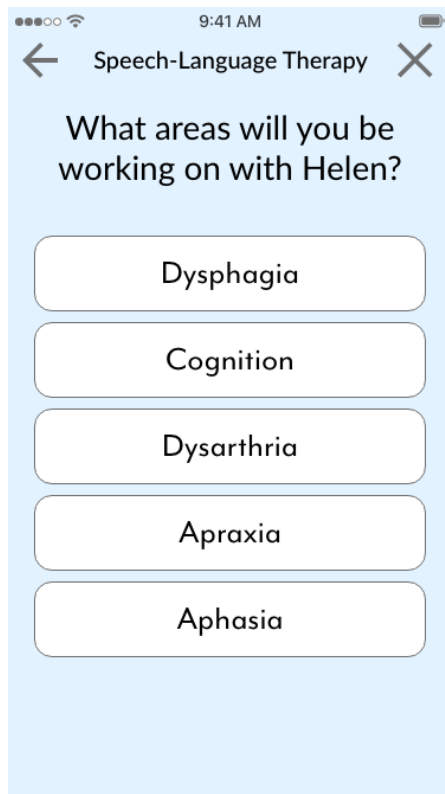 9:41 AM
Speech-Language Therapy
What areas will you be
working on with Helen?
Dysphagia
Cognition
Dysarthria
Apraxia
Aphasia